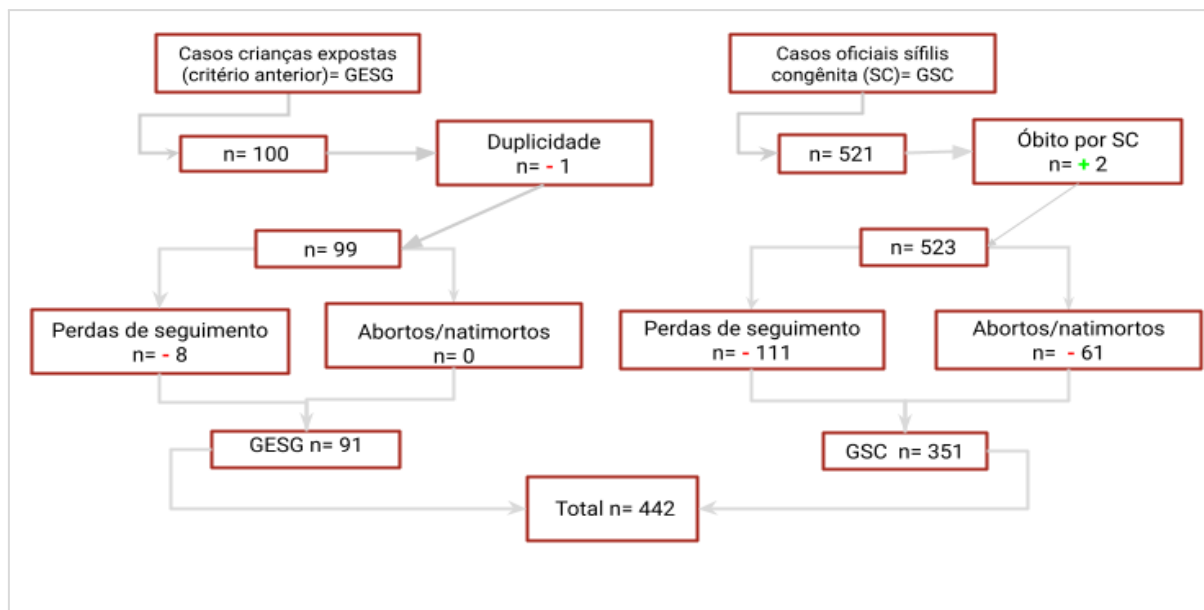 Casos crianças expostas
(critério anterior)= GESG
n= 100
Duplicidade
n= - 1
n= 99
Perdas de seguimento
n= - 8
Abortos/natimortos
n= 0
GESG n= 91
Casos oficiais sífilis
congênita (SC)= GSC
n= 521
Óbito por SC
n= + 2
n= 523
Perdas de seguimento
n= - 111
Abortos/natimortos
n= - 61
GSC n= 351
Total n= 442